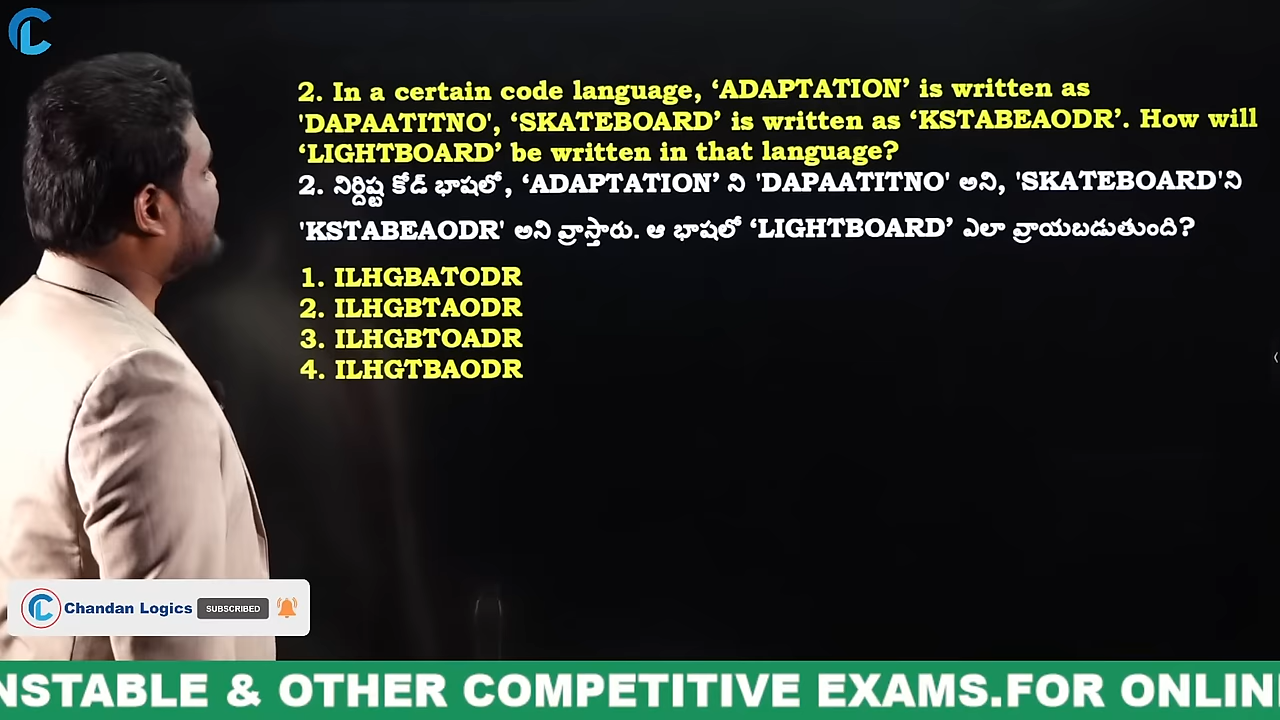 2. In a certain code language, ‘ADAPTATION’ is written as
'DAPAATITNO', ‘SKATEBOARD’ is written as ‘KSTABEAODR’. How will
‘LIGHTBOARD’ be written in that language?
2. నిర్దిష్ట కోడ్ భాషలో, ‘ADAPTATION’ ని 'DAPAATITNO' అని, 'SKATEBOARD'ని
'KSTABEAODR' అని వ్రాస్తారు. ఆ భాషలో ‘LIGHTBOARD’ ఎలా వ్రాయబడుతుంది?
1. ILHGBATODR
2. ILHGBTAODR
3. ILHGBTOADR
4. ILHGTBAODR
Chandan Logics SUBSCRIBED
NSTABLE & OTHER COMPETITIVE EXAMS.FOR ONLIN